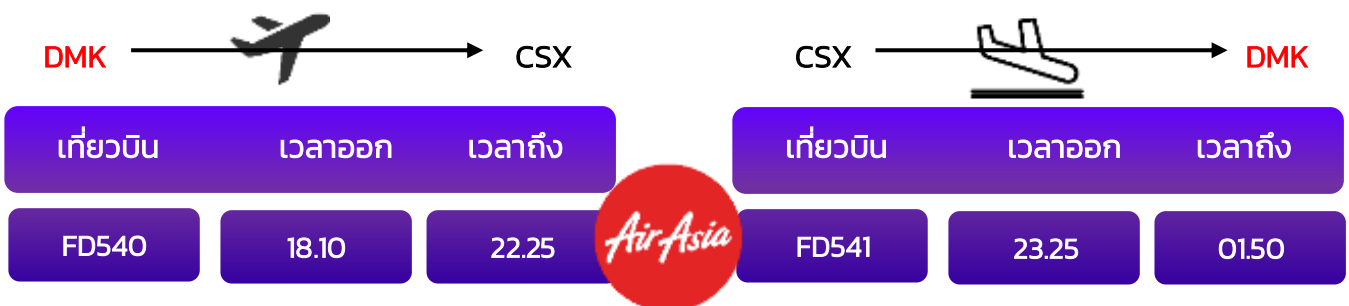 DMK CSX
เที่ยวบิน เวลาออก เวลาถึง
FD540 18.10 22.25
AirAsia
CSX DMK
เที่ยวบิน เวลาออก เวลาถึง
FD541 23.25 01.50